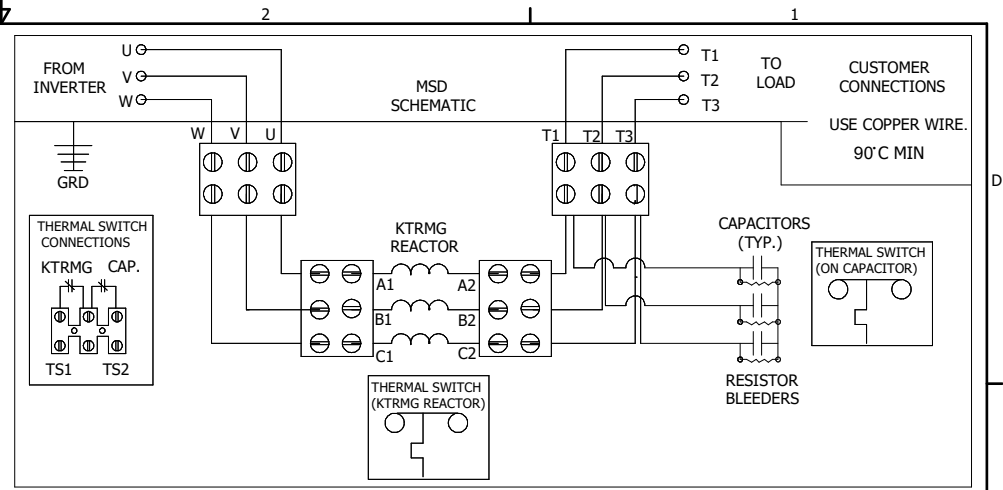 2
1
FROM
INVERTER
U
V
W
MSD
SCHEMATIC
T1
T2
T3
TO
LOAD
CUSTOMER
CONNECTIONS
USE COPPER WIRE.
90°C MIN
D
GRD
W V U
T1 T2 T3
THERMAL SWITCH
CONNECTIONS
KTRMG CAP.
TS1 TS2
KTRMG
REACTOR
A1 A2
B1 B2
C1 C2
CAPACITORS
(TYP.)
RESISTOR
BLEEDERS
THERMAL SWITCH
(ON CAPACITOR)
THERMAL SWITCH
(KTRMG REACTOR)